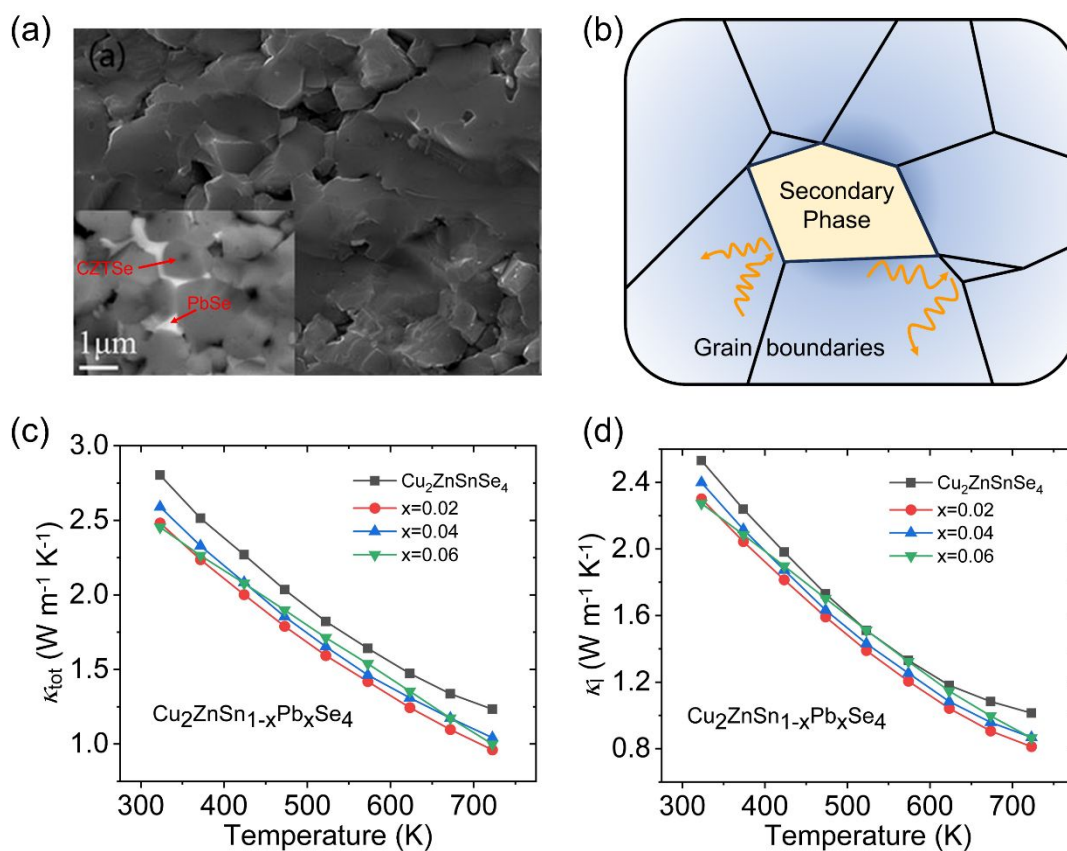 (a)
(a)
CZTSe
PbSe
1μm
(b)
Secondary
Phase
Grain boundaries
(c)
κtot (W m⁻¹ K⁻¹)
3.0
2.5
2.0
1.5
1.0
Cu₂ZnSnSe₄
x=0.02
x=0.04
x=0.06
Cu₂ZnSn₁₋ₓPbₓSe₄
300 400 500 600 700
Temperature (K)
(d)
κl (W m⁻¹ K⁻¹)
2.4
2.0
1.6
1.2
0.8
Cu₂ZnSnSe₄
x=0.02
x=0.04
x=0.06
Cu₂ZnSn₁₋ₓPbₓSe₄
300 400 500 600 700
Temperature (K)